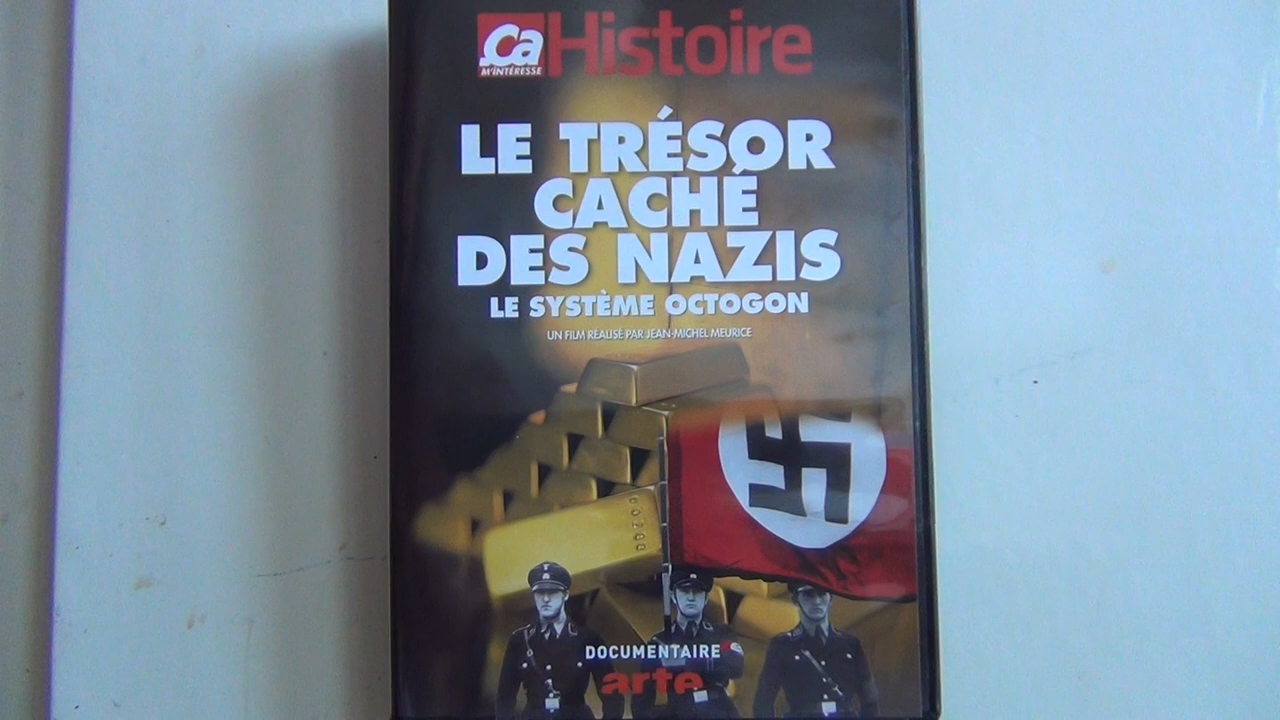 ça Histoire
M'INTÉRESSE
LE TRÉSOR
CACHÉ
DES NAZIS
LE SYSTÈME OCTOGON
UN FILM RÉALISÉ PAR JEAN-MICHEL MEURICE
DOCUMENTAIRE
arte